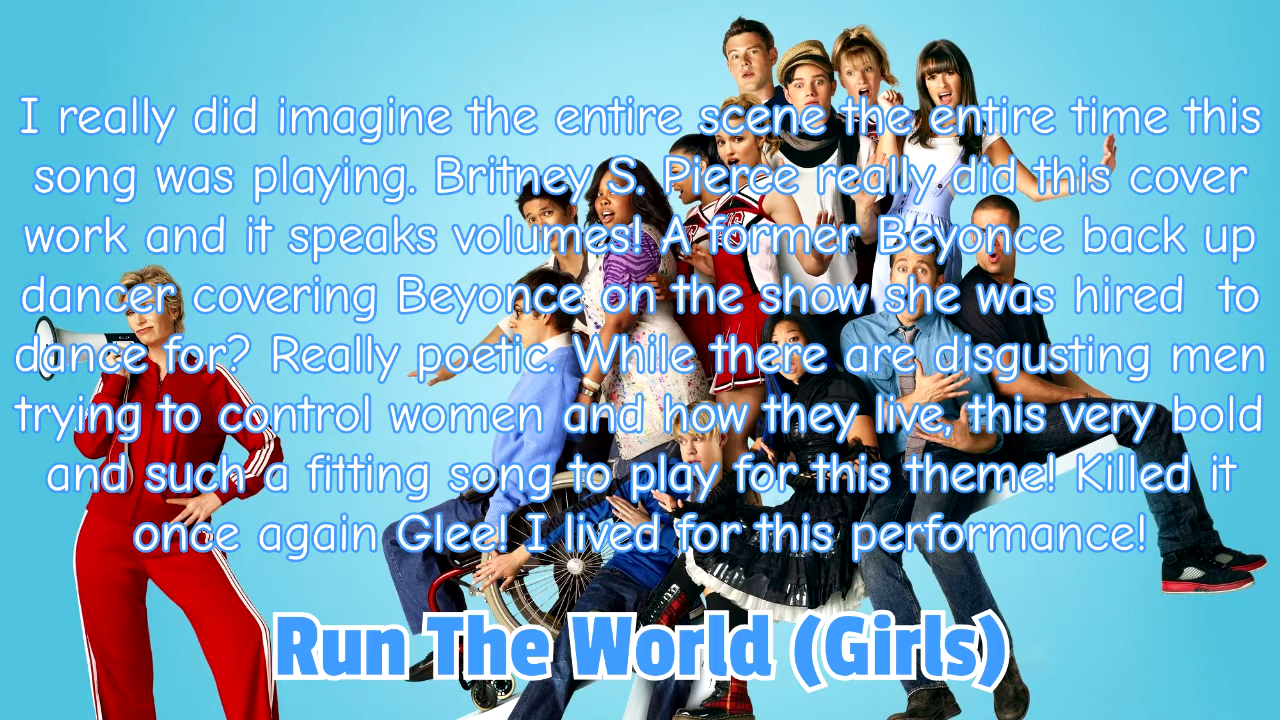 I really did imagine the entire scene the entire time this
song was playing. Britney S. Pierce really did this cover
work and it speaks volumes! A former Beyonce back up
dancer covering Beyonce on the show she was hired to
dance for? Really poetic. While there are disgusting men
trying to control women and how they live, this very bold
and such a fitting song to play for this theme! Killed it
once again Glee! I lived for this performance!
Run The World (Girls)